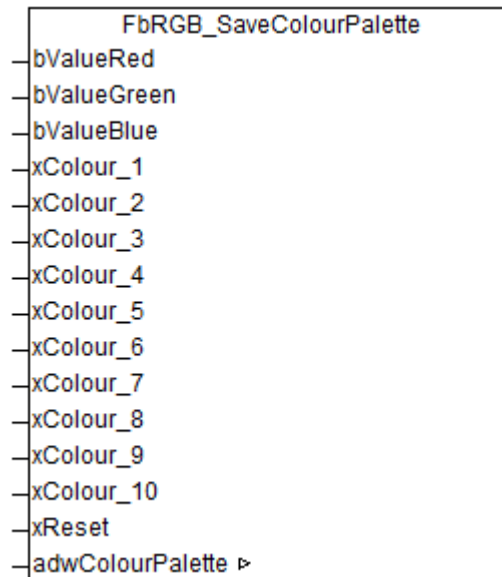 FbRGB_SaveColourPalette
bValueRed
bValueGreen
bValueBlue
xColour_1
xColour_2
xColour_3
xColour_4
xColour_5
xColour_6
xColour_7
xColour_8
xColour_9
xColour_10
xReset
adwColourPalette ▹